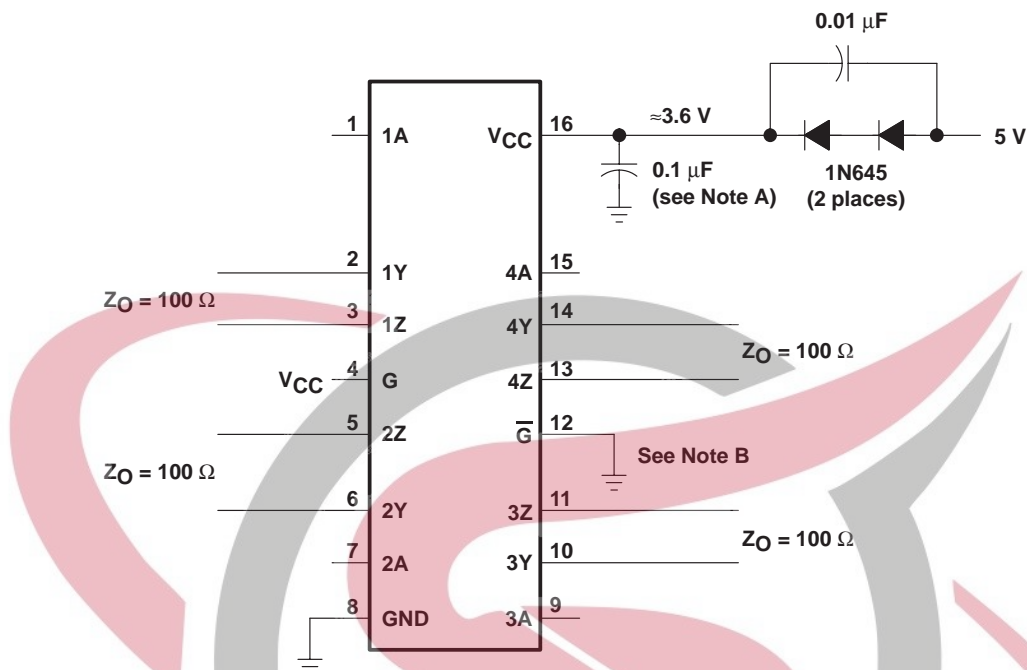 0.01 μF
1
1A
VCC
16
≈3.6 V
5 V
0.1 μF
(see Note A)
1N645
(2 places)
2
1Y
4A
15
ZO = 100 Ω
3
1Z
4Y
14
ZO = 100 Ω
VCC
4
G
4Z
13
5
2Z
G̅
12
See Note B
ZO = 100 Ω
6
2Y
3Z
11
ZO = 100 Ω
7
2A
3Y
10
8
GND
3A
9